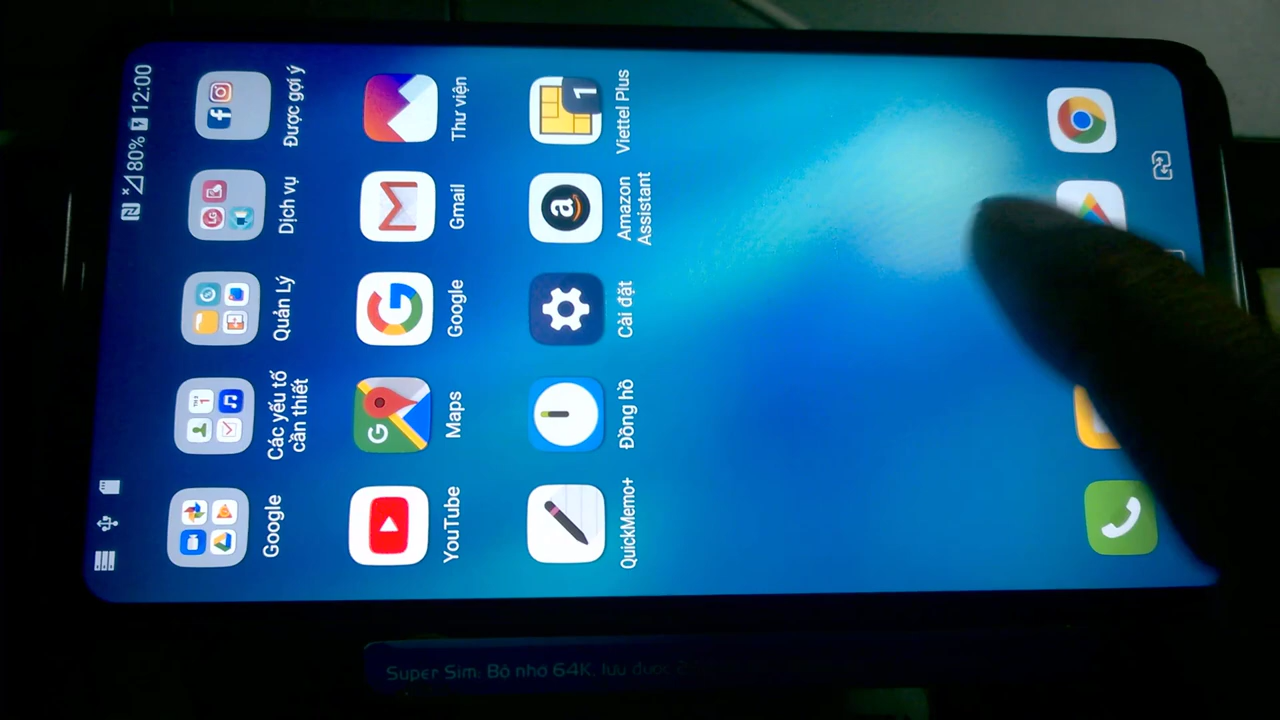 80% 12:00
Google
Các yếu tố
cần thiết
Quản Lý
Dịch vụ
Được gợi ý
YouTube
Maps
Google
Gmail
Thư viện
QuickMemo+
Đồng hồ
Cài đặt
Amazon
Assistant
Viettel Plus
Super Sim: Bộ nhớ 64K, lưu được